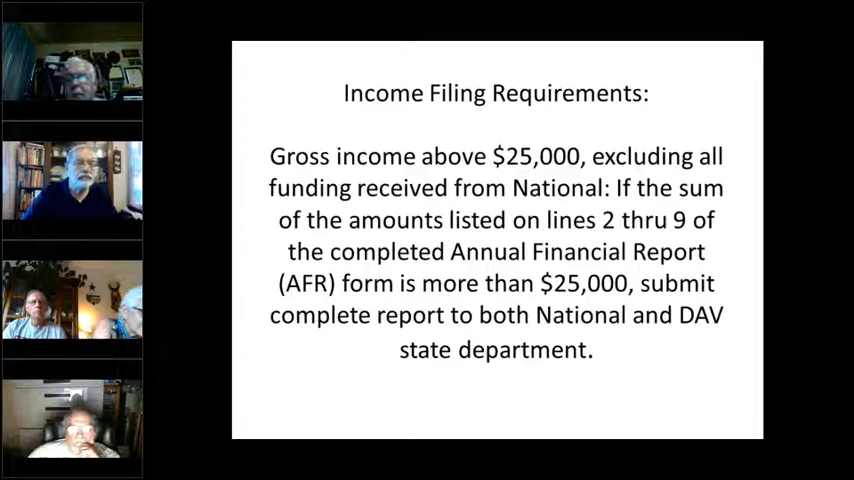 Income Filing Requirements:
Gross income above $25,000, excluding all
funding received from National: If the sum
of the amounts listed on lines 2 thru 9 of
the completed Annual Financial Report
(AFR) form is more than $25,000, submit
complete report to both National and DAV
state department.